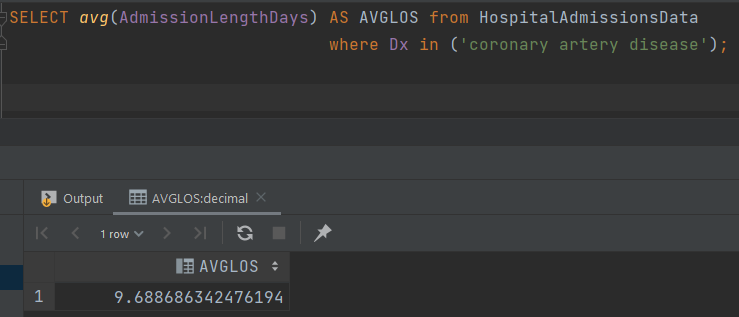 SELECT avg(AdmissionLengthDays) AS AVGLOS from HospitalAdmissionsData
where Dx in ('coronary artery disease');
Output
AVGLOS:decimal
1 row
AVGLOS
1 9.688686342476194